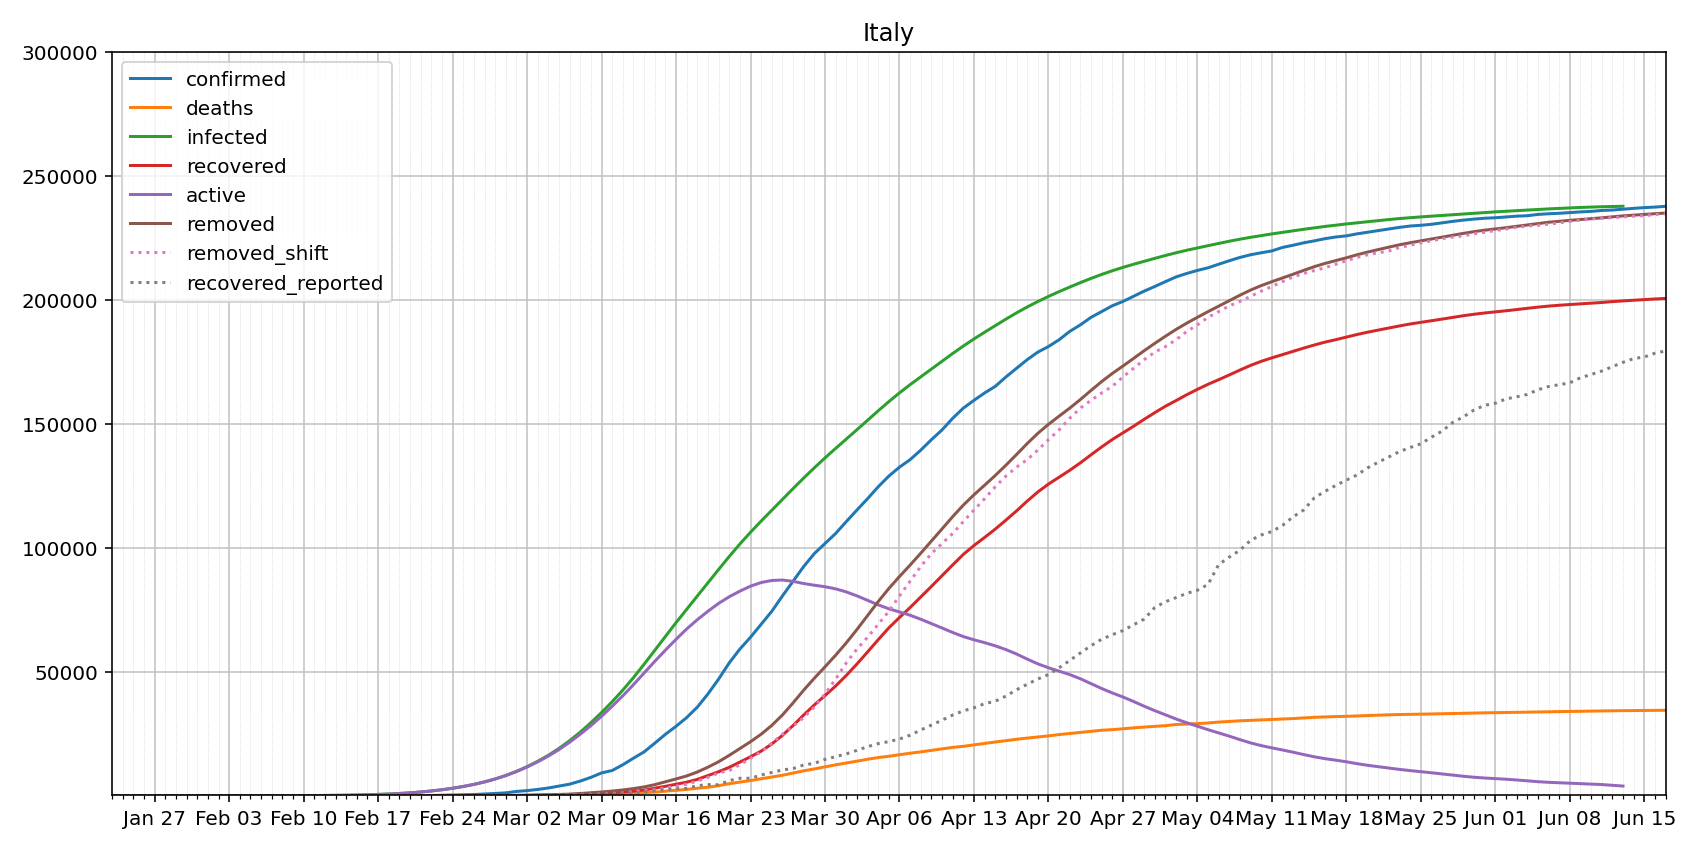 Italy
300000
250000
200000
150000
100000
50000
confirmed
deaths
infected
recovered
active
removed
removed_shift
recovered_reported
Jan 27 Feb 03 Feb 10 Feb 17 Feb 24 Mar 02 Mar 09 Mar 16 Mar 23 Mar 30 Apr 06 Apr 13 Apr 20 Apr 27 May 04 May 11 May 18 May 25 Jun 01 Jun 08 Jun 15